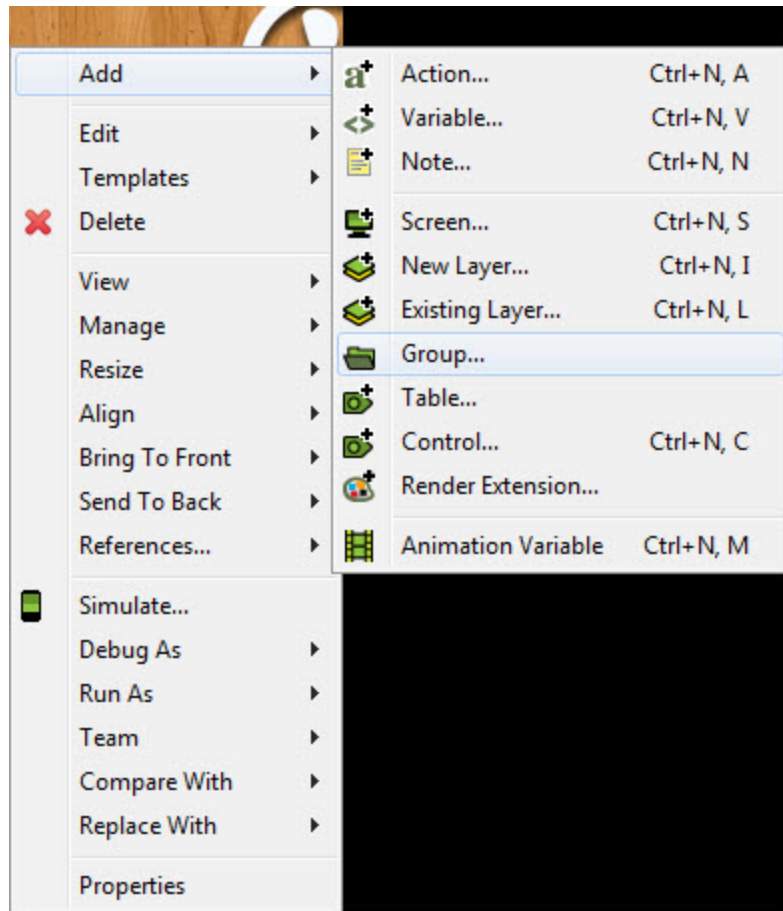 Add
Edit
Templates
Delete
View
Manage
Resize
Align
Bring To Front
Send To Back
References...
Simulate...
Debug As
Run As
Team
Compare With
Replace With
Properties
Action... Ctrl+N, A
Variable... Ctrl+N, V
Note... Ctrl+N, N
Screen... Ctrl+N, S
New Layer... Ctrl+N, I
Existing Layer... Ctrl+N, L
Group...
Table...
Control... Ctrl+N, C
Render Extension...
Animation Variable Ctrl+N, M